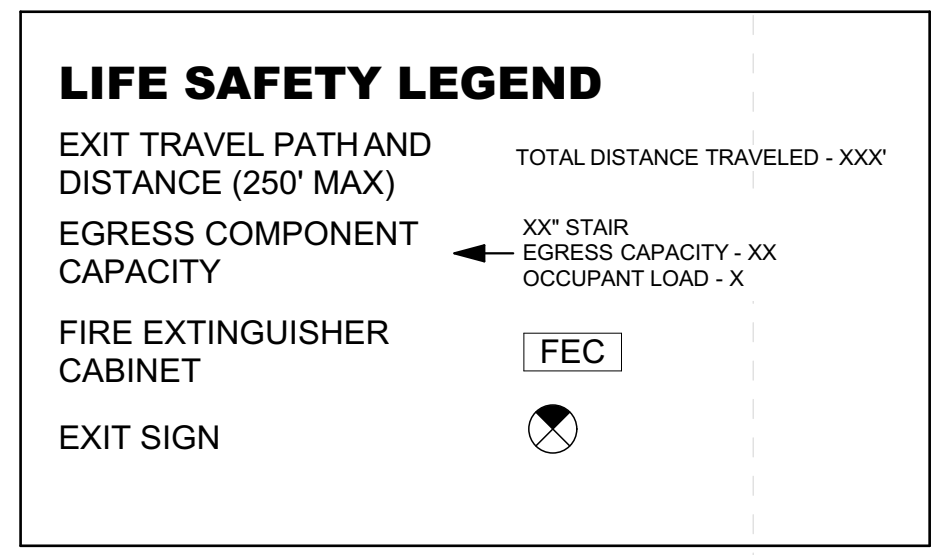 LIFE SAFETY LEGEND
EXIT TRAVEL PATH AND
DISTANCE (250' MAX)
TOTAL DISTANCE TRAVELED - XXX'
EGRESS COMPONENT
CAPACITY
XX" STAIR
EGRESS CAPACITY - XX
OCCUPANT LOAD - X
FIRE EXTINGUISHER
CABINET
FEC
EXIT SIGN